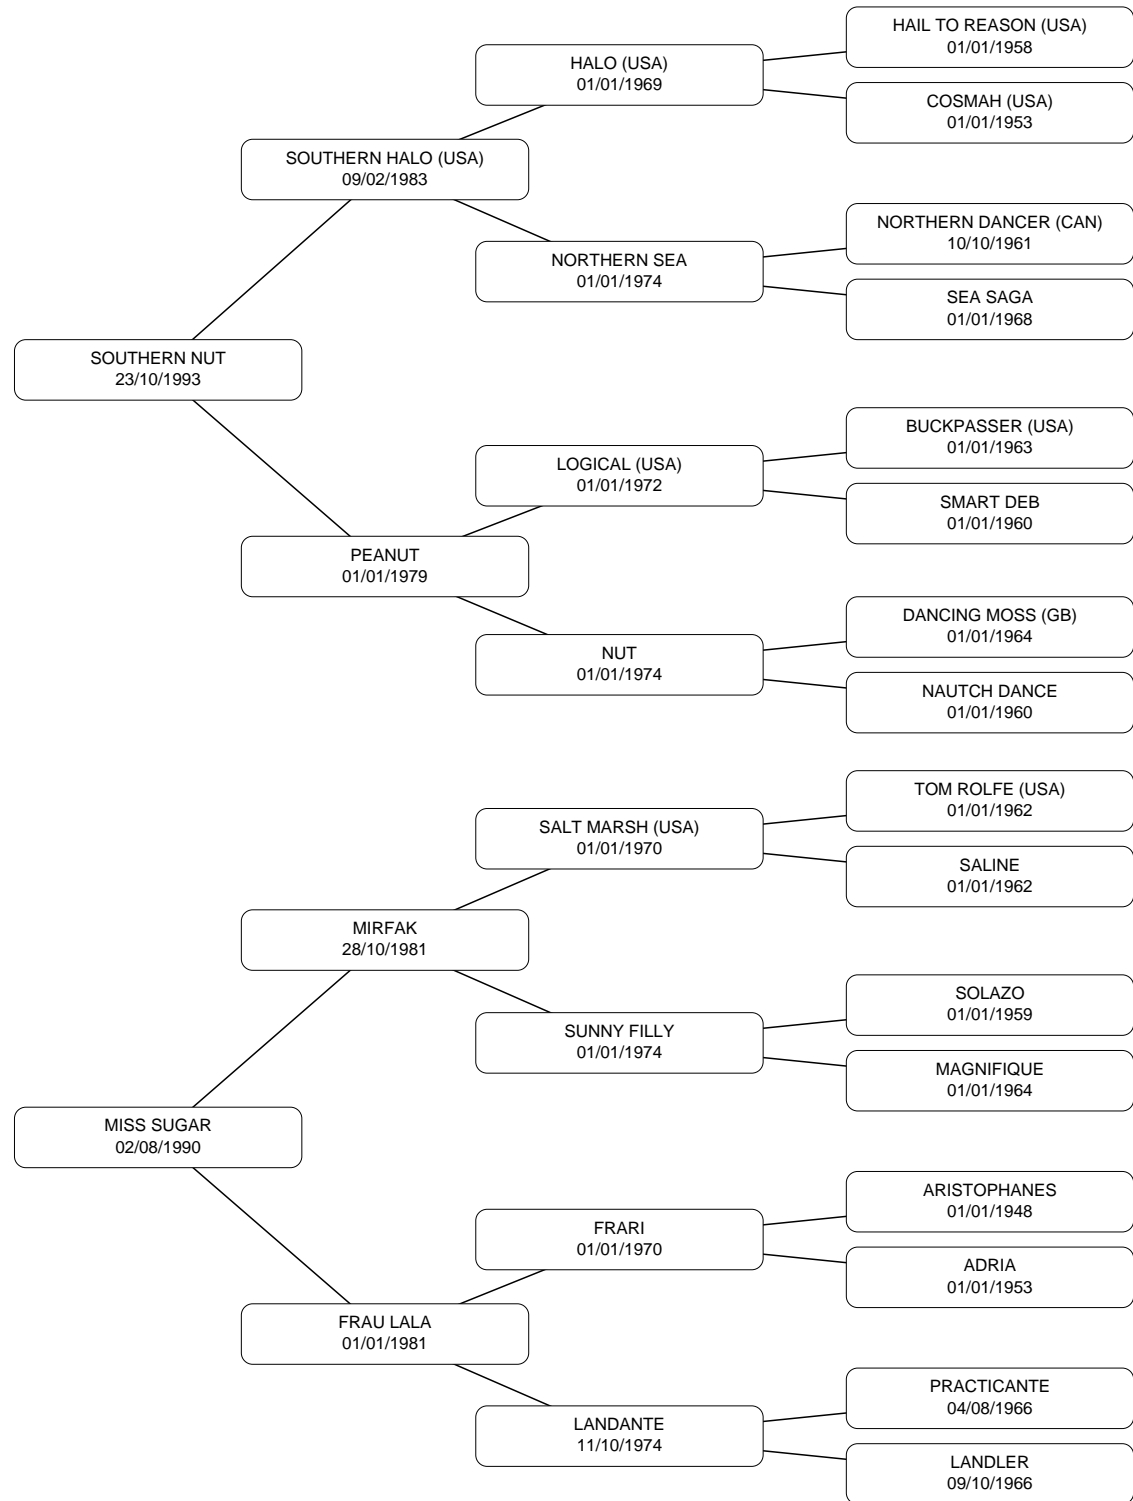 HAIL TO REASON (USA)
01/01/1958
HALO (USA)
01/01/1969
COSMAH (USA)
01/01/1953
SOUTHERN HALO (USA)
09/02/1983
NORTHERN DANCER (CAN)
10/10/1961
NORTHERN SEA
01/01/1974
SEA SAGA
01/01/1968
SOUTHERN NUT
23/10/1993
BUCKPASSER (USA)
01/01/1963
LOGICAL (USA)
01/01/1972
SMART DEB
01/01/1960
PEANUT
01/01/1979
DANCING MOSS (GB)
01/01/1964
NUT
01/01/1974
NAUTCH DANCE
01/01/1960
TOM ROLFE (USA)
01/01/1962
SALT MARSH (USA)
01/01/1970
SALINE
01/01/1962
MIRFAK
28/10/1981
SOLAZO
01/01/1959
SUNNY FILLY
01/01/1974
MAGNIFIQUE
01/01/1964
MISS SUGAR
02/08/1990
ARISTOPHANES
01/01/1948
FRARI
01/01/1970
ADRIA
01/01/1953
FRAU LALA
01/01/1981
PRACTICANTE
04/08/1966
LANDANTE
11/10/1974
LANDLER
09/10/1966